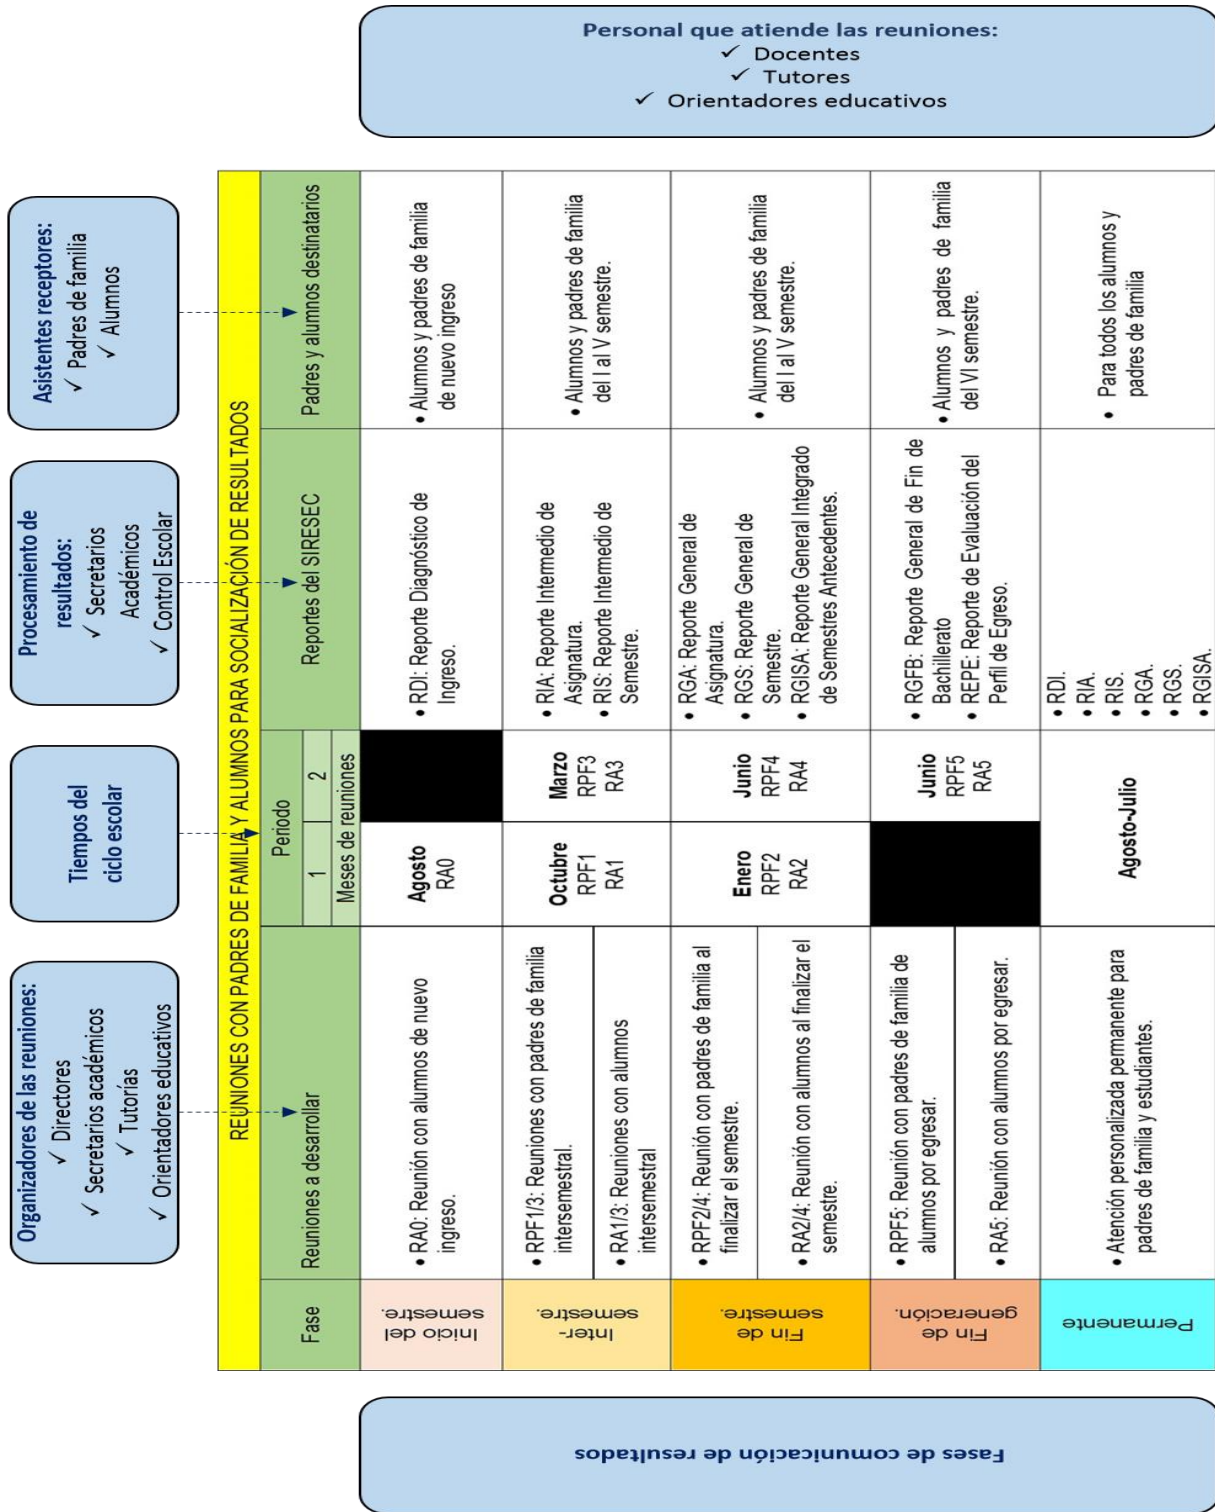 Personal que atiende las reuniones:
✓ Docentes
✓ Tutores
✓ Orientadores educativos
Organizadores de las reuniones:
✓ Directores
✓ Secretarios académicos
✓ Tutorías
✓ Orientadores educativos
Tiempos del
ciclo escolar
Procesamiento de
resultados:
✓ Secretarios
Académicos
✓ Control Escolar
Asistentes receptores:
✓ Padres de familia
✓ Alumnos
REUNIONES CON PADRES DE FAMILIA Y ALUMNOS PARA SOCIALIZACIÓN DE RESULTADOS
Fase
Reuniones a desarrollar
Periodo
1
2
Meses de reuniones
Reportes del SIRESEC
Padres y alumnos destinatarios
Inicio del
semestre.
• RA0: Reunión con alumnos de nuevo
ingreso.
Agosto
RA0
• RDI: Reporte Diagnóstico de
Ingreso.
• Alumnos y padres de familia
de nuevo ingreso
Inter-
semestre.
• RPF1/3: Reuniones con padres de familia
intersemestral.
• RA1/3: Reuniones con alumnos
intersemestral
Octubre
RPF1
RA1
Marzo
RPF3
RA3
• RIA: Reporte Intermedio de
Asignatura.
• RIS: Reporte Intermedio de
Semestre.
• Alumnos y padres de familia
del I al V semestre.
Fin de
semestre.
• RPF2/4: Reunión con padres de familia al
finalizar el semestre.
• RA2/4: Reunión con alumnos al finalizar el
semestre.
Enero
RPF2
RA2
Junio
RPF4
RA4
• RGA: Reporte General de
Asignatura.
• RGS: Reporte General de
Semestre.
• RGISA: Reporte General Integrado
de Semestres Antecedentes.
• Alumnos y padres de familia
del I al V semestre.
Fin de
generación.
• RPF5: Reunión con padres de familia de
alumnos por egresar.
• RA5: Reunión con alumnos por egresar.
Junio
RPF5
RA5
• RGFB: Reporte General de Fin de
Bachillerato
• REPE: Reporte de Evaluación del
Perfil de Egreso.
• Alumnos y padres de familia
del VI semestre.
Permanente
• Atención personalizada permanente para
padres de familia y estudiantes.
Agosto-Julio
• RDI.
• RIA.
• RIS.
• RGA.
• RGS.
• RGISA.
• Para todos los alumnos y
padres de familia
Fases de comunicación de resultados